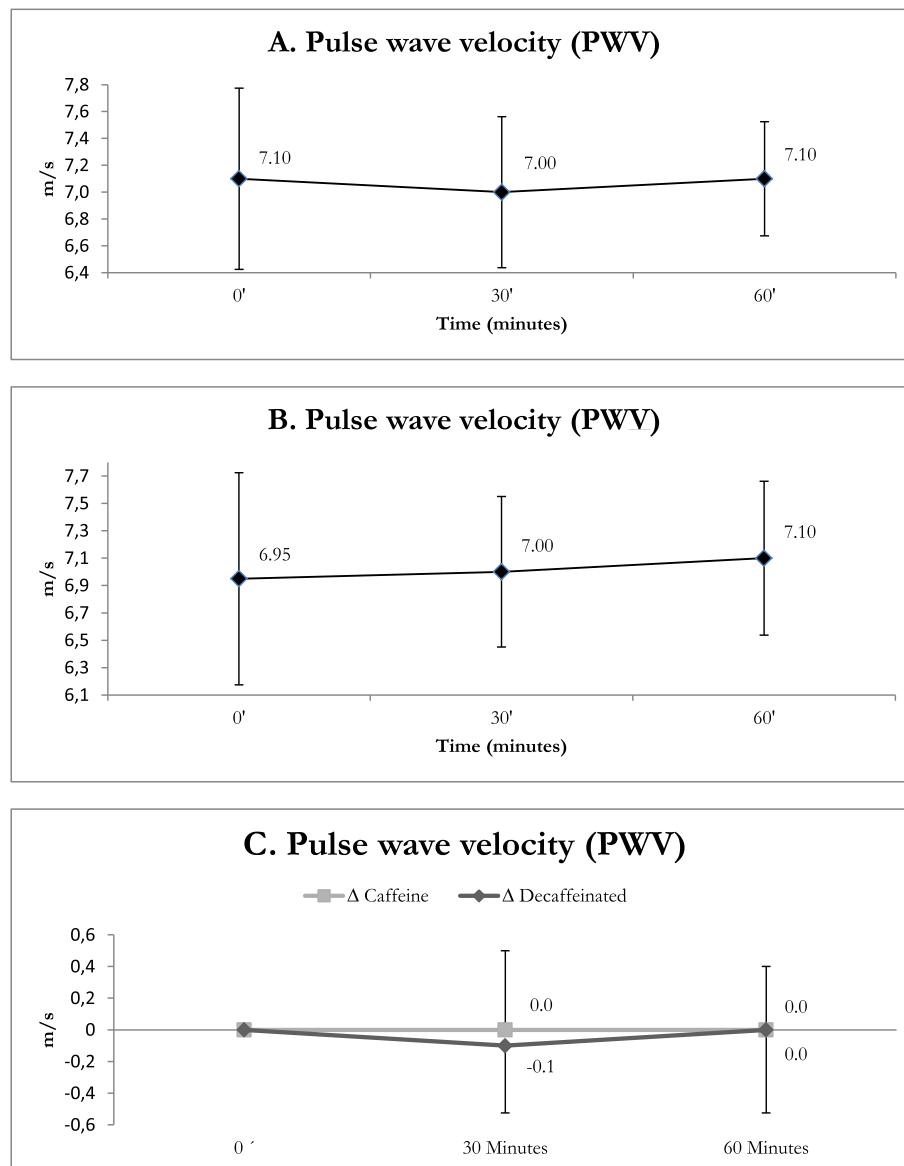 A. Pulse wave velocity (PWV)
7,8
7,6
7,4
7,2
7,0
6,8
6,6
6,4
m/s
7.10
7.00
7.10
0' 30' 60'
Time (minutes)
B. Pulse wave velocity (PWV)
7,7
7,5
7,3
7,1
6,9
6,7
6,5
6,3
6,1
m/s
6.95
7.00
7.10
0' 30' 60'
Time (minutes)
C. Pulse wave velocity (PWV)
Δ Caffeine Δ Decaffeinated
0,6
0,4
0,2
0
-0,2
-0,4
-0,6
m/s
0.0
0.0
-0.1
0.0
0 ´ 30 Minutes 60 Minutes